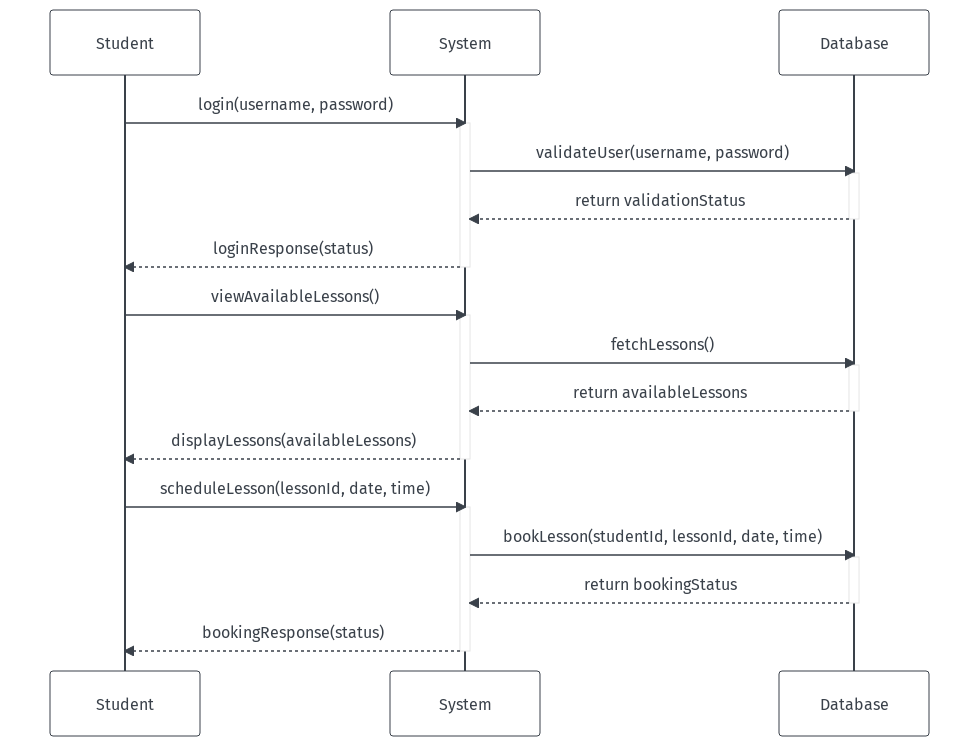 Student
System
Database
login(username, password)
validateUser(username, password)
return validationStatus
loginResponse(status)
viewAvailableLessons()
fetchLessons()
return availableLessons
displayLessons(availableLessons)
scheduleLesson(lessonId, date, time)
bookLesson(studentId, lessonId, date, time)
return bookingStatus
bookingResponse(status)
Student
System
Database